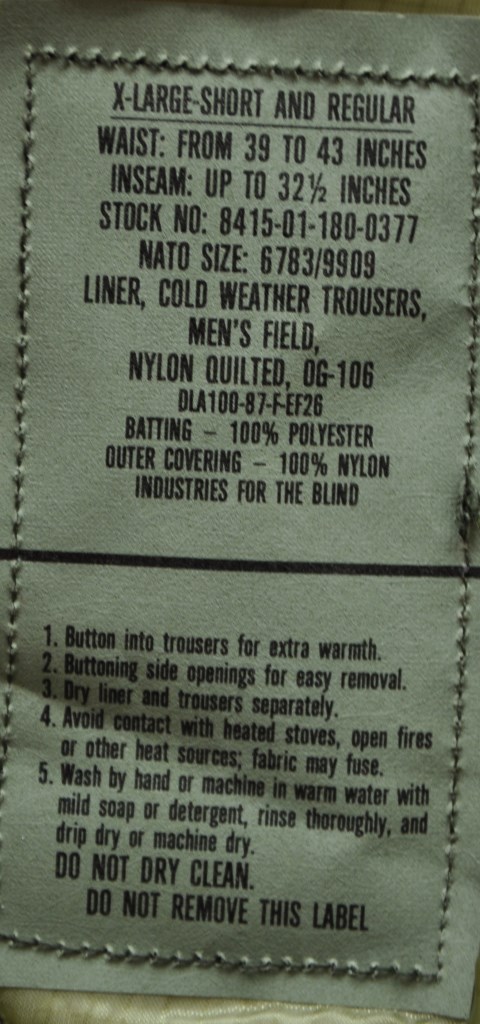 X-LARGE-SHORT AND REGULAR
WAIST: FROM 39 TO 43 INCHES
INSEAM: UP TO 32½ INCHES
STOCK NO: 8415-01-180-0377
NATO SIZE: 6783/9909
LINER, COLD WEATHER TROUSERS,
MEN'S FIELD,
NYLON QUILTED, OG-106
DLA100-87-F-EF26
BATTING - 100% POLYESTER
OUTER COVERING - 100% NYLON
INDUSTRIES FOR THE BLIND
1. Button into trousers for extra warmth.
2. Buttoning side openings for easy removal.
3. Dry liner and trousers separately.
4. Avoid contact with heated stoves, open fires
or other heat sources; fabric may fuse.
5. Wash by hand or machine in warm water with
mild soap or detergent, rinse thoroughly, and
drip dry or machine dry.
DO NOT DRY CLEAN.
DO NOT REMOVE THIS LABEL